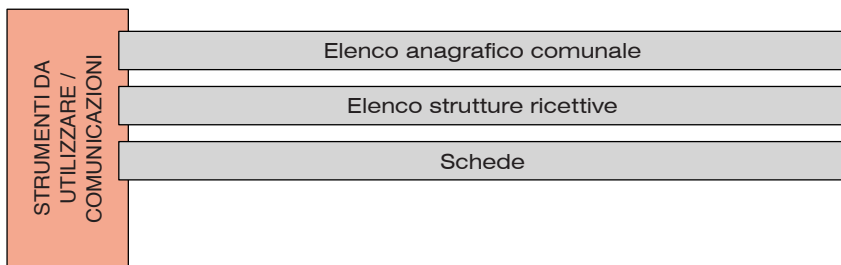 STRUMENTI DA
UTILIZZARE /
COMUNICAZIONI
Elenco anagrafico comunale
Elenco strutture ricettive
Schede